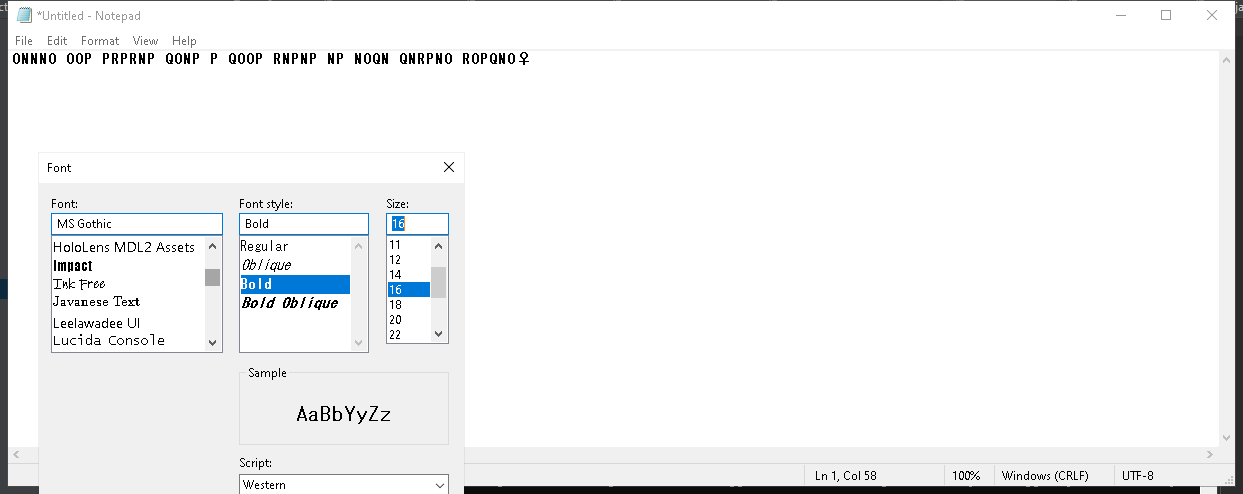 *Untitled - Notepad
File Edit Format View Help
ONNNO OOP PRPRNP QONP P QOOP RNPNP NP NOQN QNRPNO ROPQNO♀
Font
Font: Font style: Size:
MS Gothic Bold 16
HoloLens MDL2 Assets
Impact
Ink Free
Javanese Text
Leelawadee UI
Lucida Console
Regular
Oblique
Bold
Bold Oblique
11
12
14
16
18
20
22
Sample
AaBbYyZz
Script:
Western
Ln 1, Col 58 100% Windows (CRLF) UTF-8